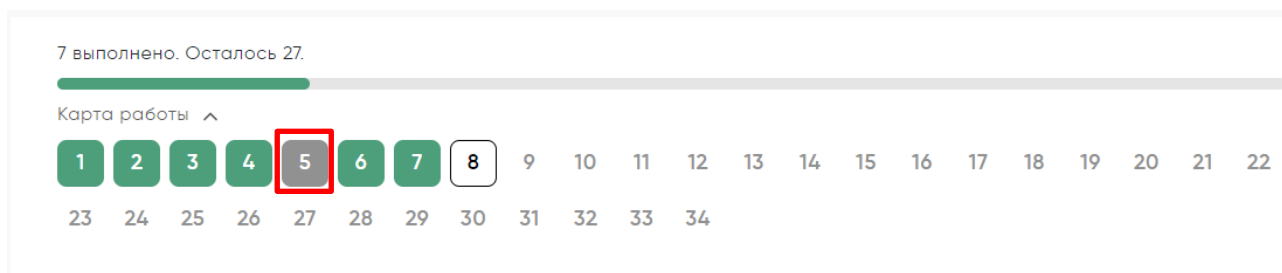 7 выполнено. Осталось 27.
Карта работы
1 2 3 4 5 6 7 8 9 10 11 12 13 14 15 16 17 18 19 20 21 22
23 24 25 26 27 28 29 30 31 32 33 34